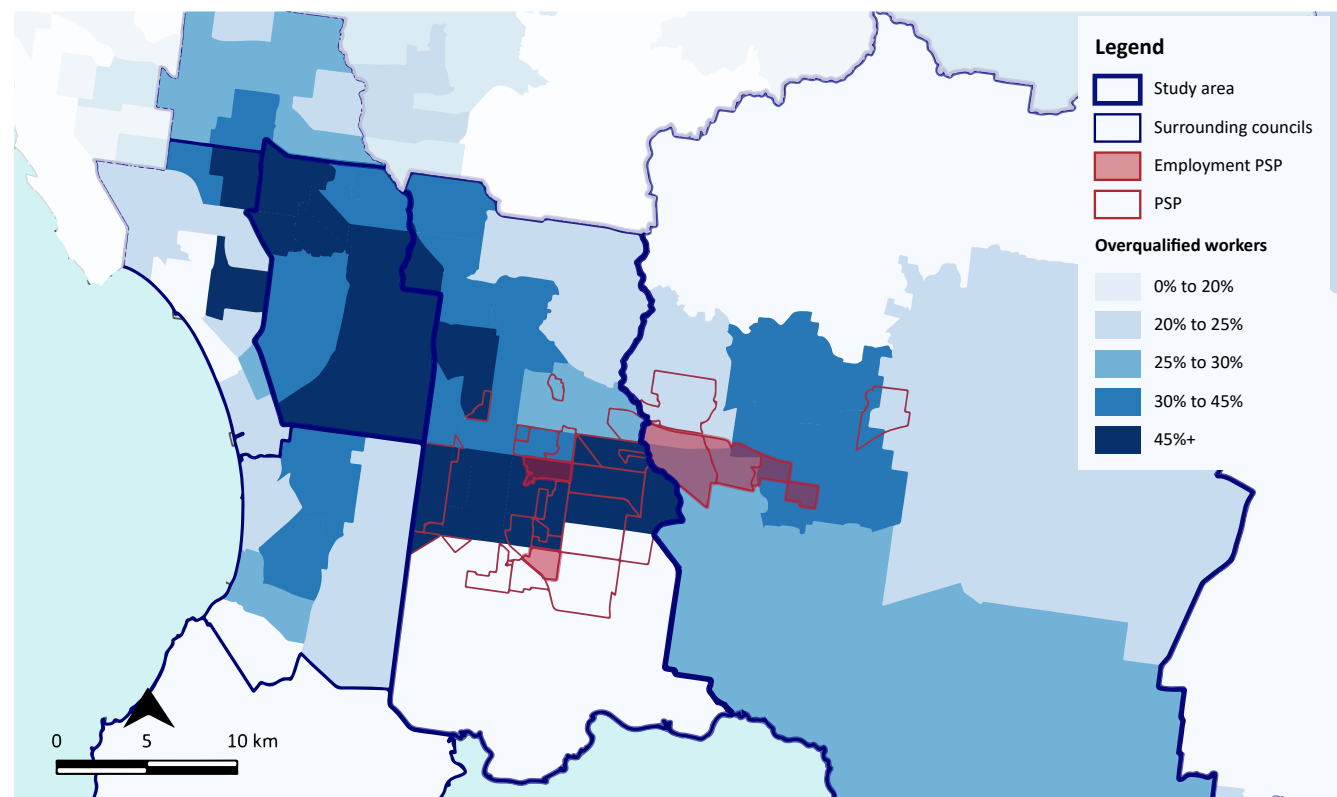 Legend
Study area
Surrounding councils
Employment PSP
PSP
Overqualified workers
0% to 20%
20% to 25%
25% to 30%
30% to 45%
45%+
0 5 10 km